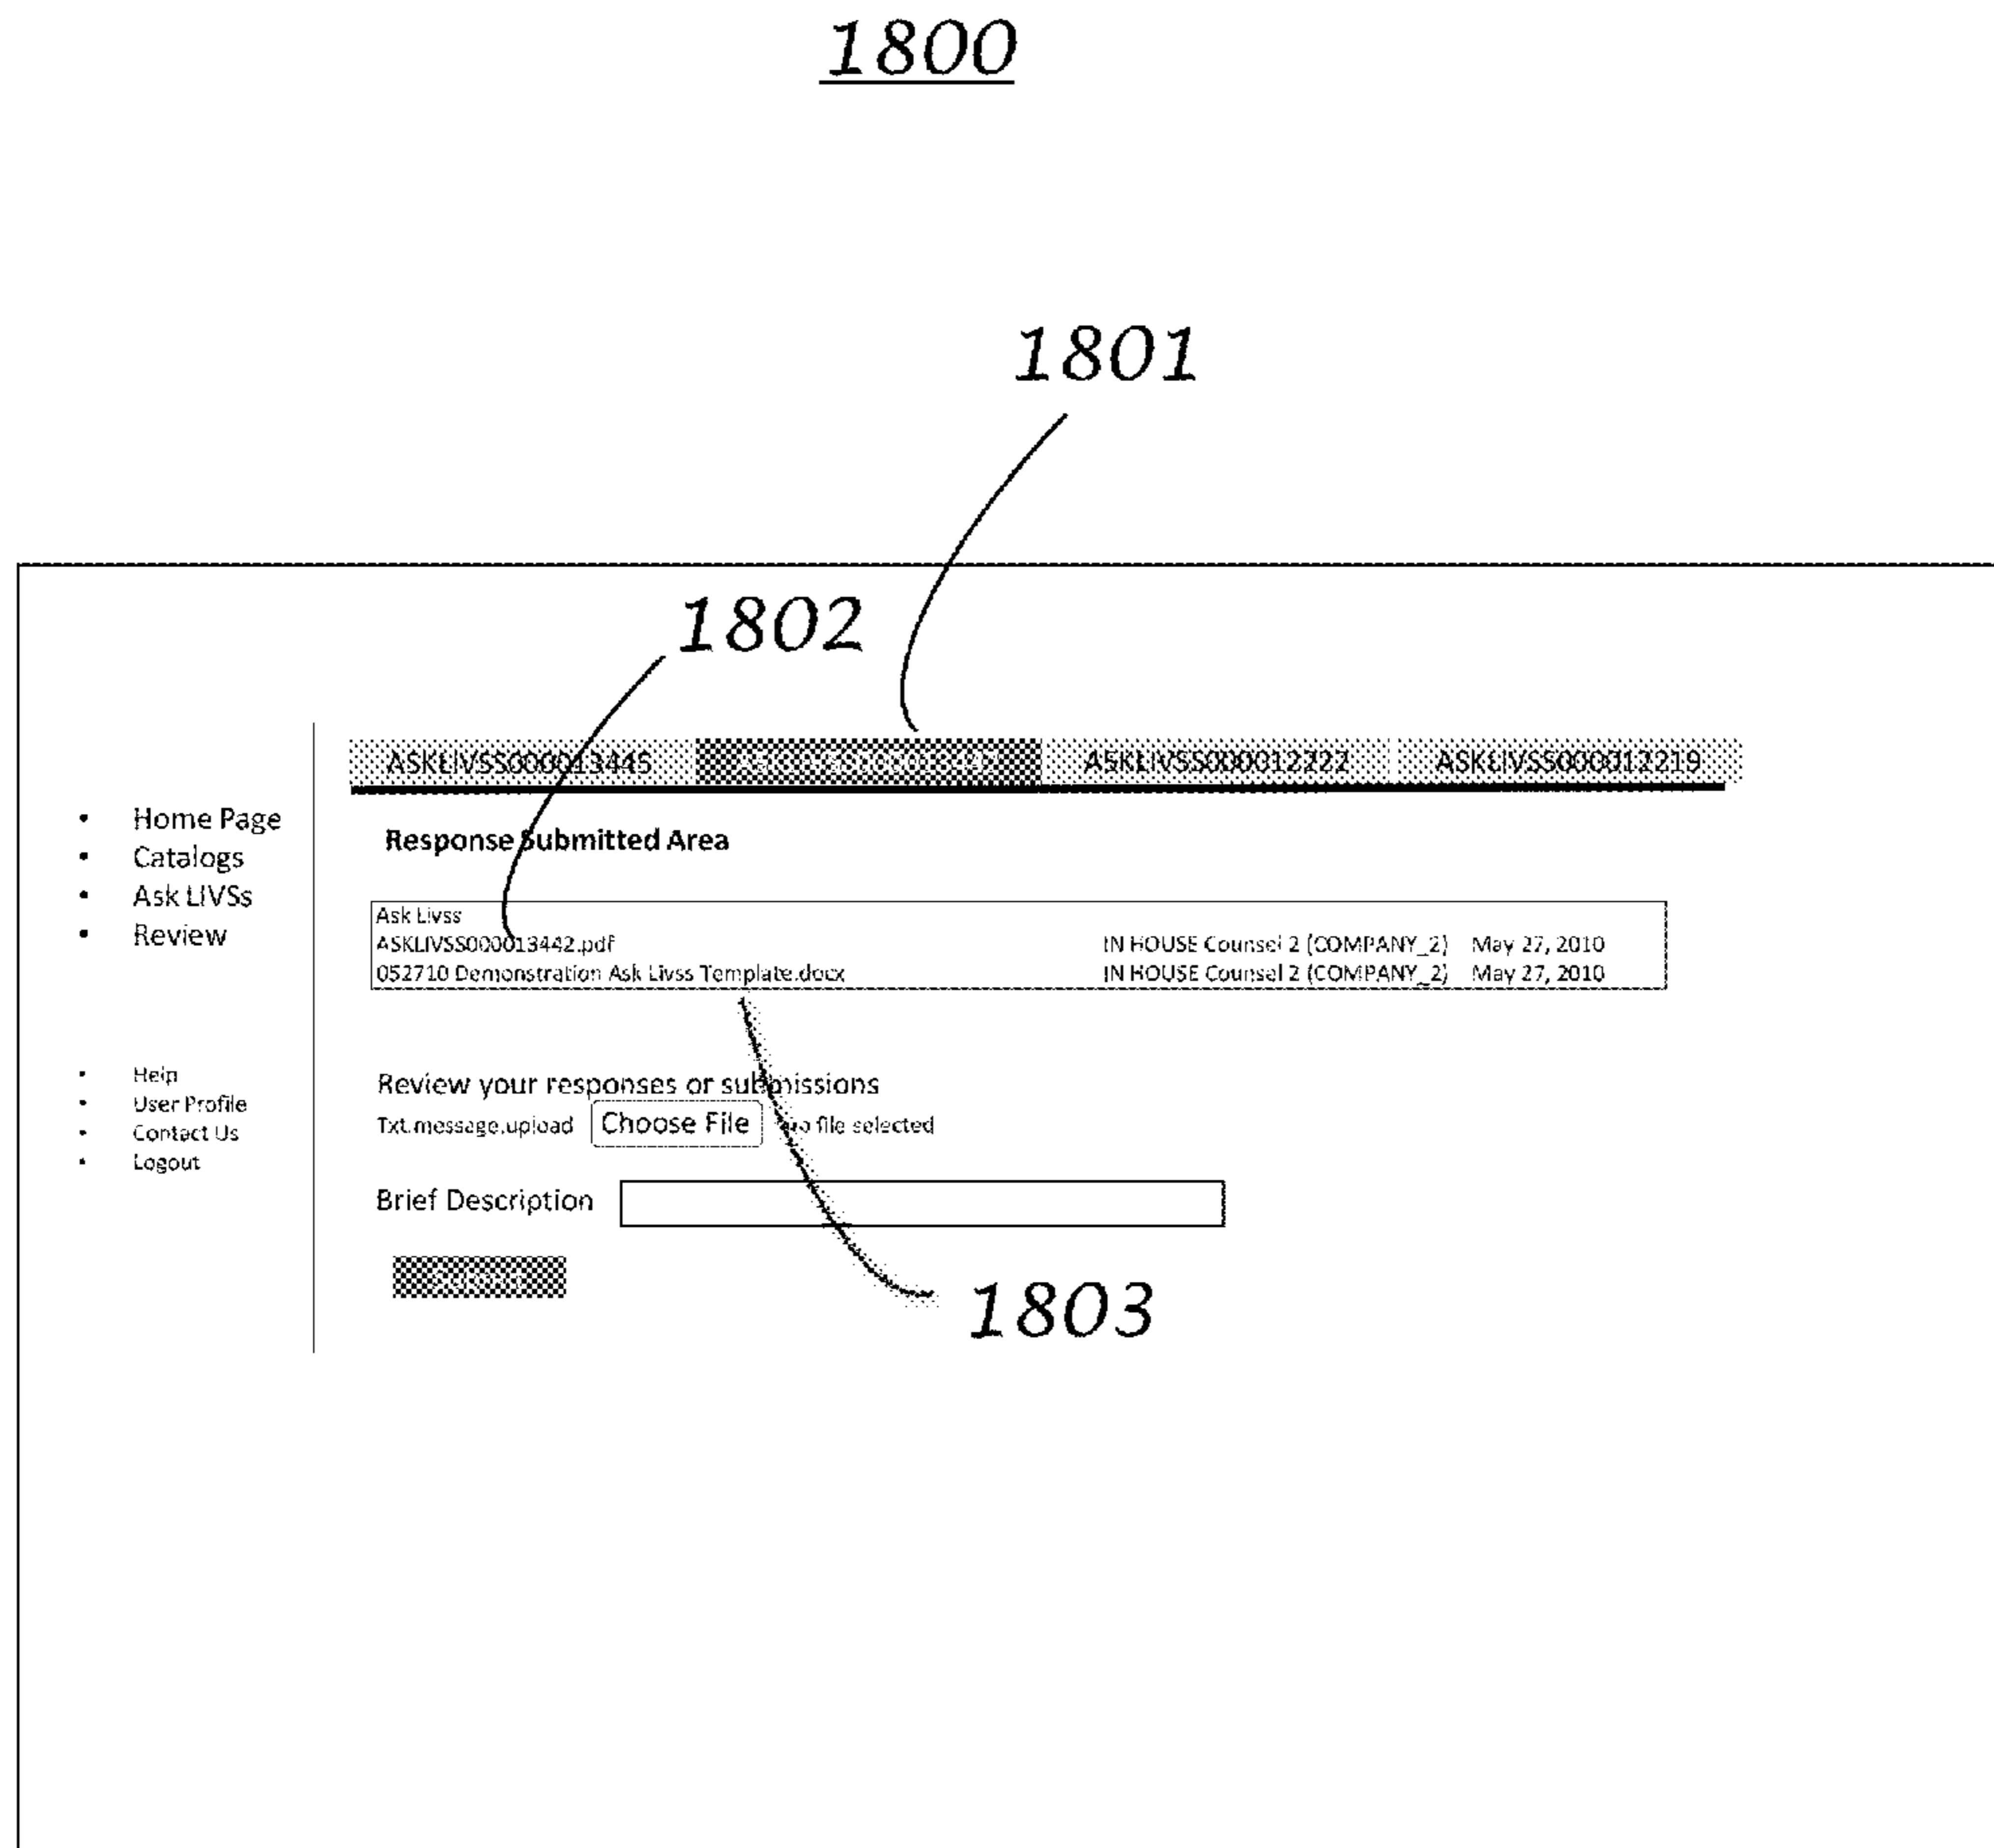 1800
1801
1802
ASKLIVSS000013445 ASKLIVSS000012222 ASKLIVSS000012219
• Home Page
• Catalogs
• Ask LIVSs
• Review
Response Submitted Area
Ask Livss
ASKLIVSS000013442.pdf IN HOUSE Counsel 2 (COMPANY_2) May 27, 2010
052710 Demonstration Ask Livss Template.docx IN HOUSE Counsel 2 (COMPANY_2) May 27, 2010
• Help
• User Profile
• Contact Us
• Logout
Review your responses or submissions
Txt.message.upload Choose File no file selected
Brief Description
Submit
1803